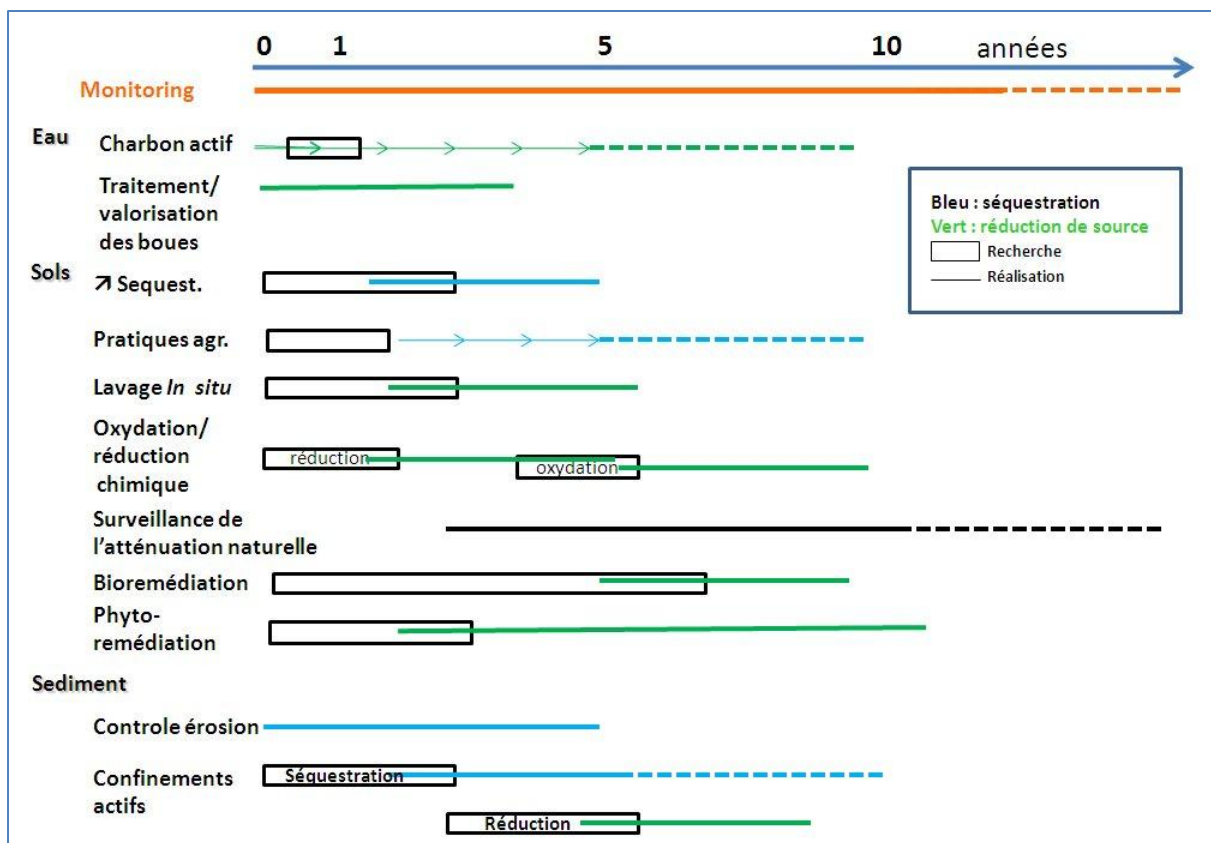 0 1 5 10 années
Monitoring
Eau
Charbon actif
Traitement/
valorisation
des boues
Bleu : séquestration
Vert : réduction de source
Recherche
Réalisation
Sols
↗ Sequest.
Pratiques agr.
Lavage In situ
Oxydation/
réduction
chimique
réduction
oxydation
Surveillance de
l'atténuation naturelle
Bioremédiation
Phyto-
remédiation
Sediment
Controle érosion
Confinements
actifs
Séquestration
Réduction